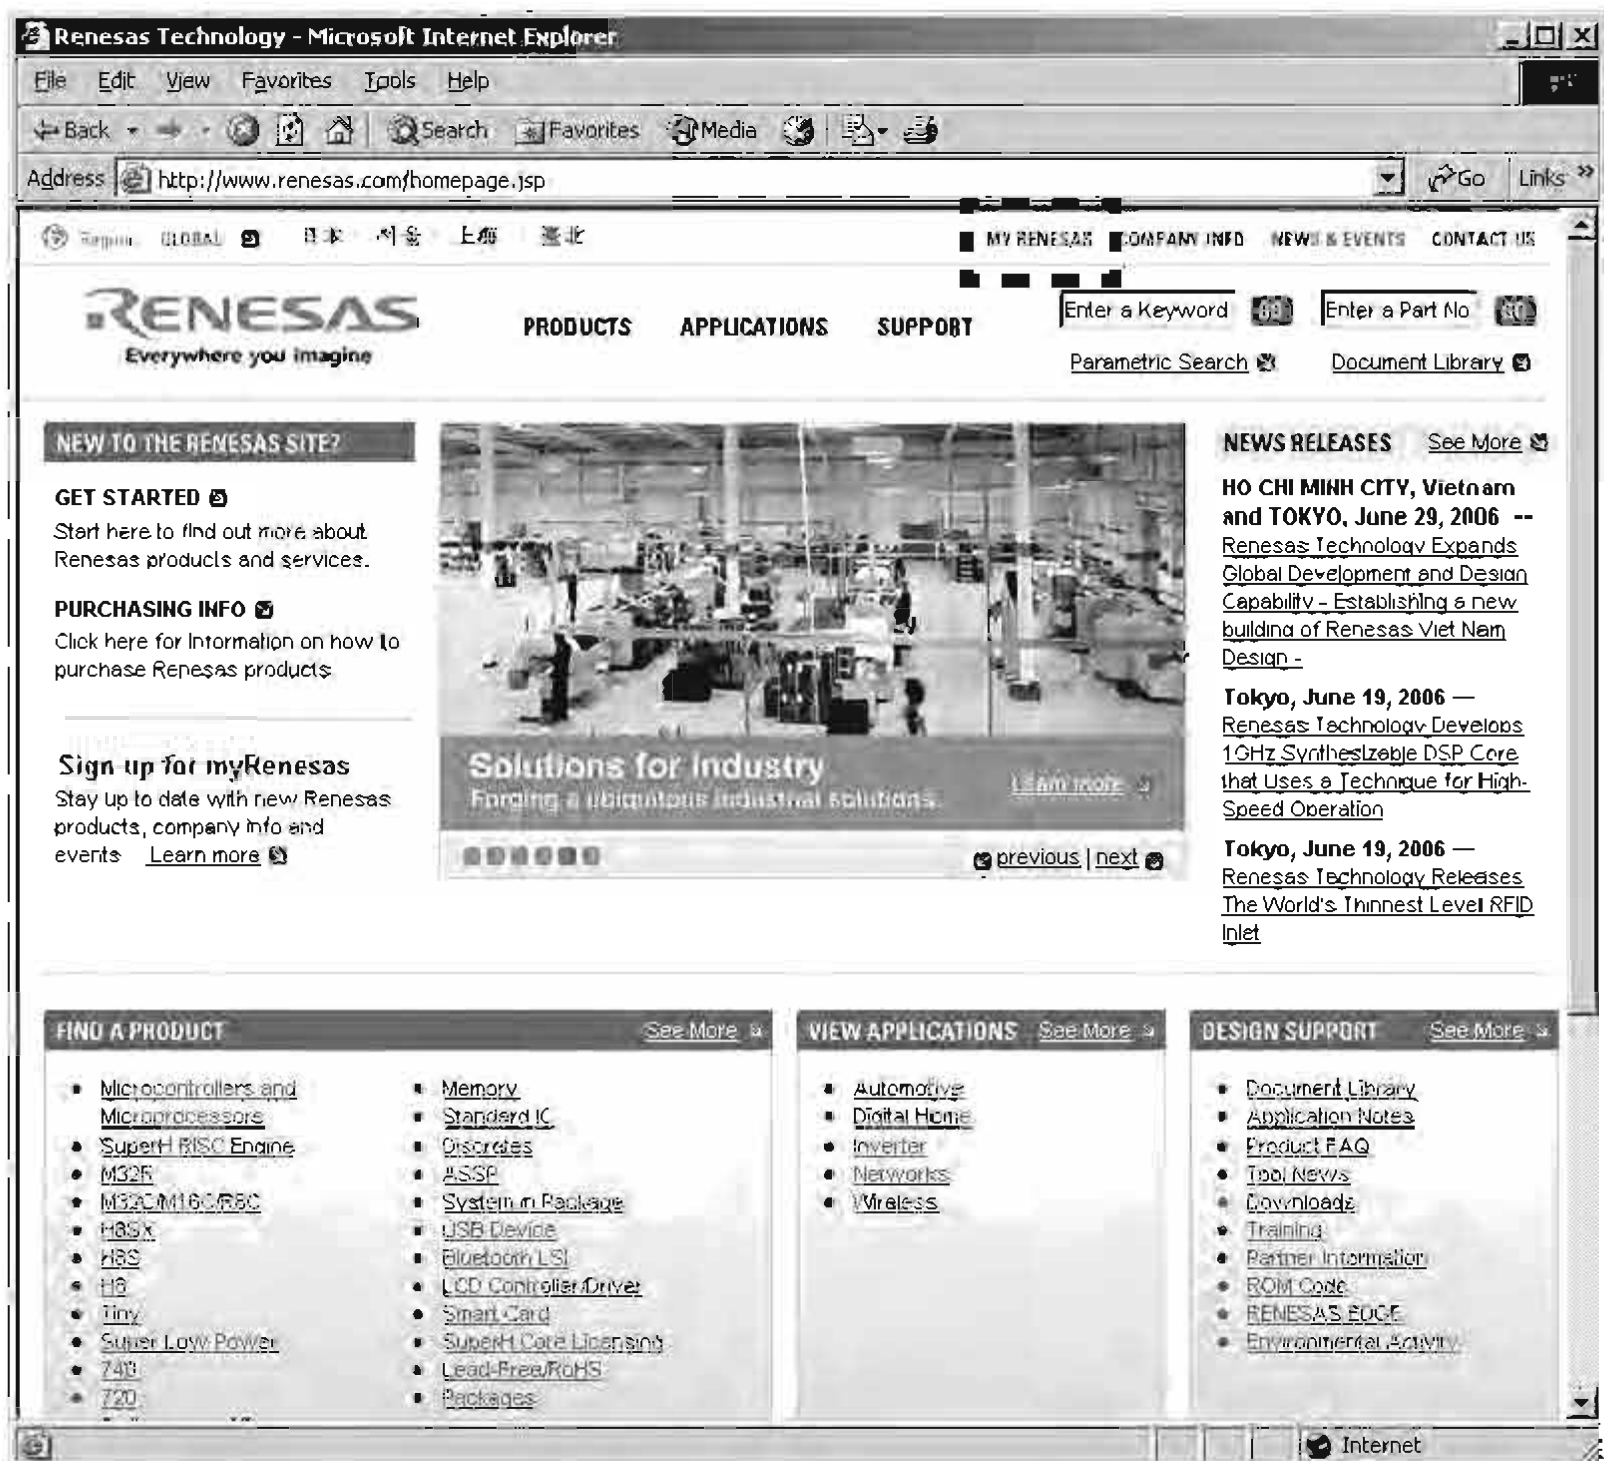 Renesas Technology - Microsoft Internet Explorer
File Edit View Favorites Tools Help
Back Search Favorites Media
Address http://www.renesas.com/homepage.jsp Go Links »
Region: GLOBAL 日本 서울 上海 臺北 MY RENESAS COMPANY INFO NEWS & EVENTS CONTACT US
RENESAS
Everywhere you imagine
PRODUCTS APPLICATIONS SUPPORT
Enter a Keyword GO Enter a Part No GO
Parametric Search Document Library
NEW TO THE RENESAS SITE?
GET STARTED
Start here to find out more about
Renesas products and services.
PURCHASING INFO
Click here for Information on how to
purchase Renesas products
Sign up for myRenesas
Stay up to date with new Renesas
products, company info and
events Learn more
Solutions for industry
Forging a ubiquitous industrial solutions.
Learn more
previous | next
NEWS RELEASES See More
HO CHI MINH CITY, Vietnam
and TOKYO, June 29, 2006 --
Renesas Technology Expands
Global Development and Design
Capability - Establishing a new
building of Renesas Viet Nam
Design -
Tokyo, June 19, 2006 —
Renesas Technology Develops
1GHz Synthesizable DSP Core
that Uses a Technique for High-
Speed Operation
Tokyo, June 19, 2006 —
Renesas Technology Releases
The World's Thinnest Level RFID
Inlet
FIND A PRODUCT See More
Microcontrollers and
Microprocessors
SuperH RISC Engine
M32R
M32C/M16C/R8C
H8SX
H8S
H8
Tiny
Super Low Power
740
720
Memory
Standard IC
Discretes
ASSP
System in Package
USB Device
Bluetooth LSI
LCD Controller/Driver
Smart Card
SuperH Core Licensing
Lead-Free/RoHS
Packages
VIEW APPLICATIONS See More
Automotive
Digital Home
Inverter
Networks
Wireless
DESIGN SUPPORT See More
Document Library
Application Notes
Product FAQ
Tool News
Downloads
Training
Partner Information
ROM Code
RENESAS EDGE
Environmental Activity
Internet